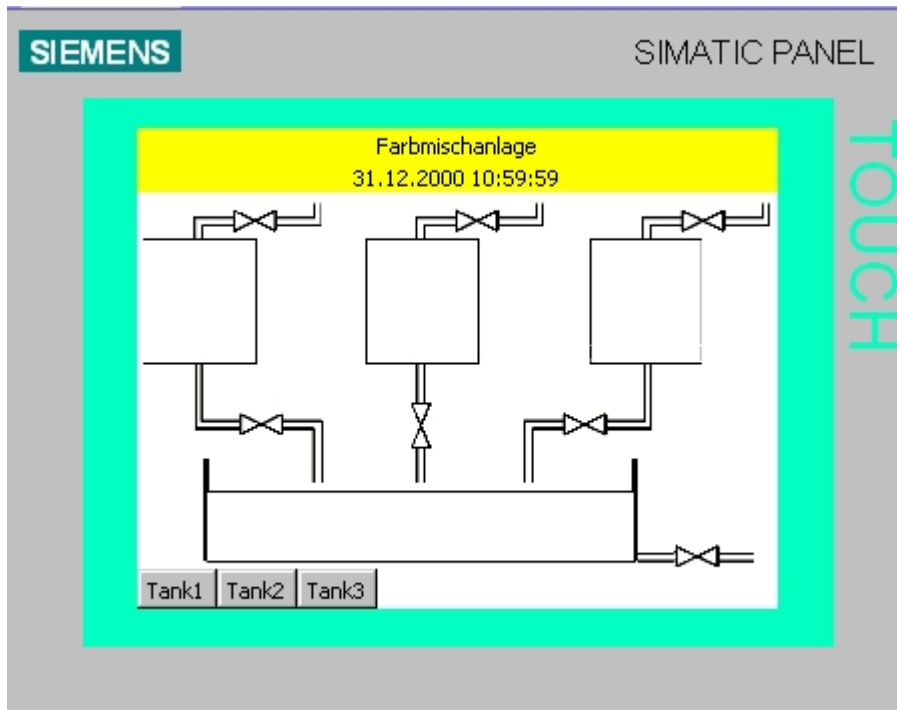 SIEMENS
SIMATIC PANEL
TOUCH
Farbmischanlage
31.12.2000 10:59:59
Tank1 Tank2 Tank3